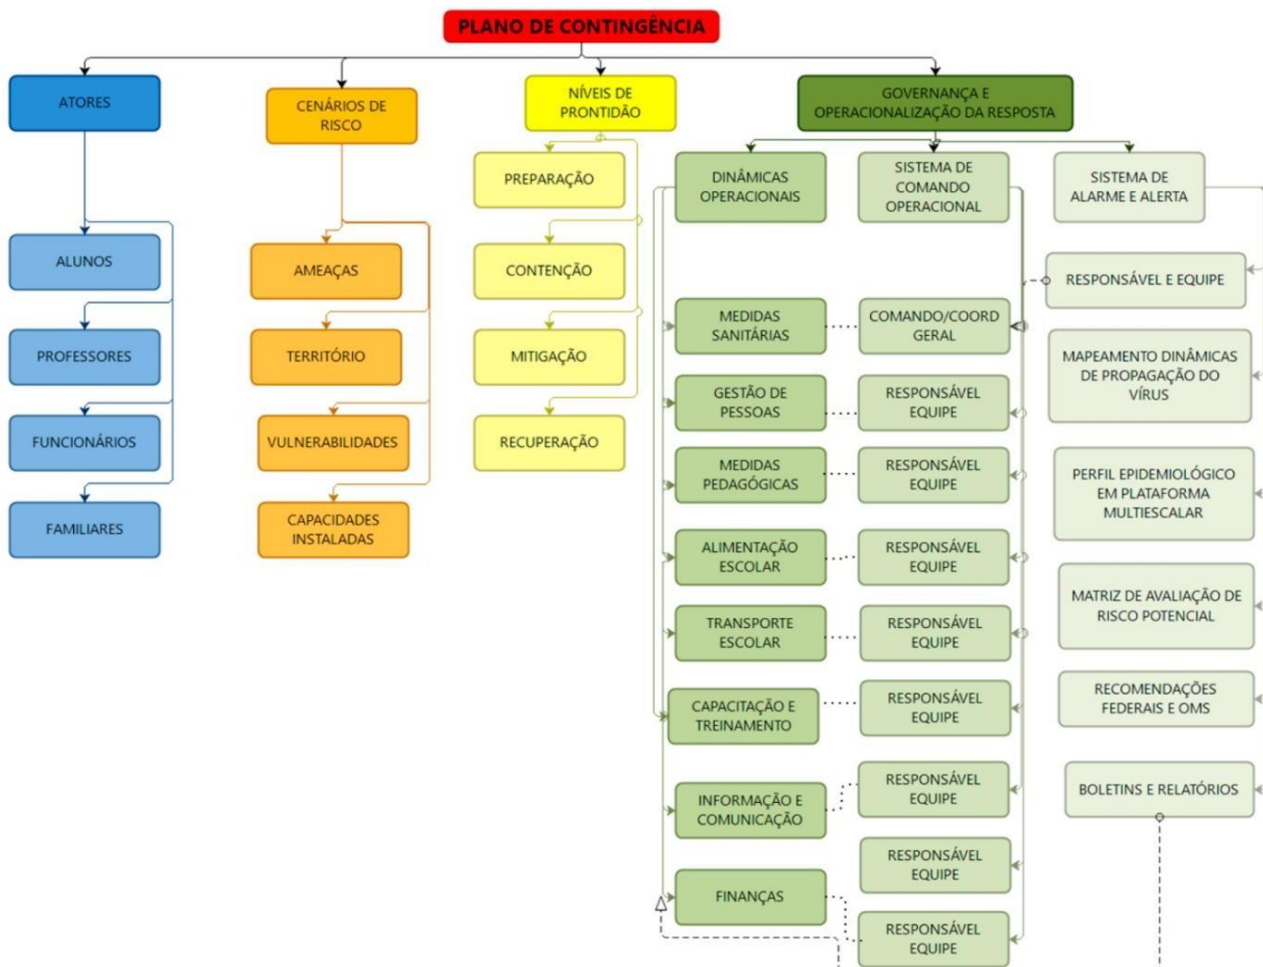 PLANO DE CONTINGÊNCIA
ATORES
CENÁRIOS DE
RISCO
NÍVEIS DE
PRONTIDÃO
GOVERNANÇA E
OPERACIONALIZAÇÃO DA RESPOSTA
ALUNOS
PROFESSORES
FUNCIONÁRIOS
FAMILIARES
AMEAÇAS
TERRITÓRIO
VULNERABILIDADES
CAPACIDADES
INSTALADAS
PREPARAÇÃO
CONTENÇÃO
MITIGAÇÃO
RECUPERAÇÃO
DINÂMICAS
OPERACIONAIS
MEDIDAS
SANITÁRIAS
GESTÃO DE
PESSOAS
MEDIDAS
PEDAGÓGICAS
ALIMENTAÇÃO
ESCOLAR
TRANSPORTE
ESCOLAR
CAPACITAÇÃO E
TREINAMENTO
INFORMAÇÃO E
COMUNICAÇÃO
FINANÇAS
SISTEMA DE
COMANDO
OPERACIONAL
COMANDO/COORD
GERAL
RESPONSÁVEL
EQUIPE
RESPONSÁVEL
EQUIPE
RESPONSÁVEL
EQUIPE
RESPONSÁVEL
EQUIPE
RESPONSÁVEL
EQUIPE
RESPONSÁVEL
EQUIPE
RESPONSÁVEL
EQUIPE
RESPONSÁVEL
EQUIPE
SISTEMA DE
ALARME E ALERTA
RESPONSÁVEL E EQUIPE
MAPEAMENTO DINÂMICAS
DE PROPAGAÇÃO DO
VÍRUS
PERFIL EPIDEMIOLÓGICO
EM PLATAFORMA
MULTIESCALAR
MATRIZ DE AVALIAÇÃO DE
RISCO POTENCIAL
RECOMENDAÇÕES
FEDERAIS E OMS
BOLETINS E RELATÓRIOS